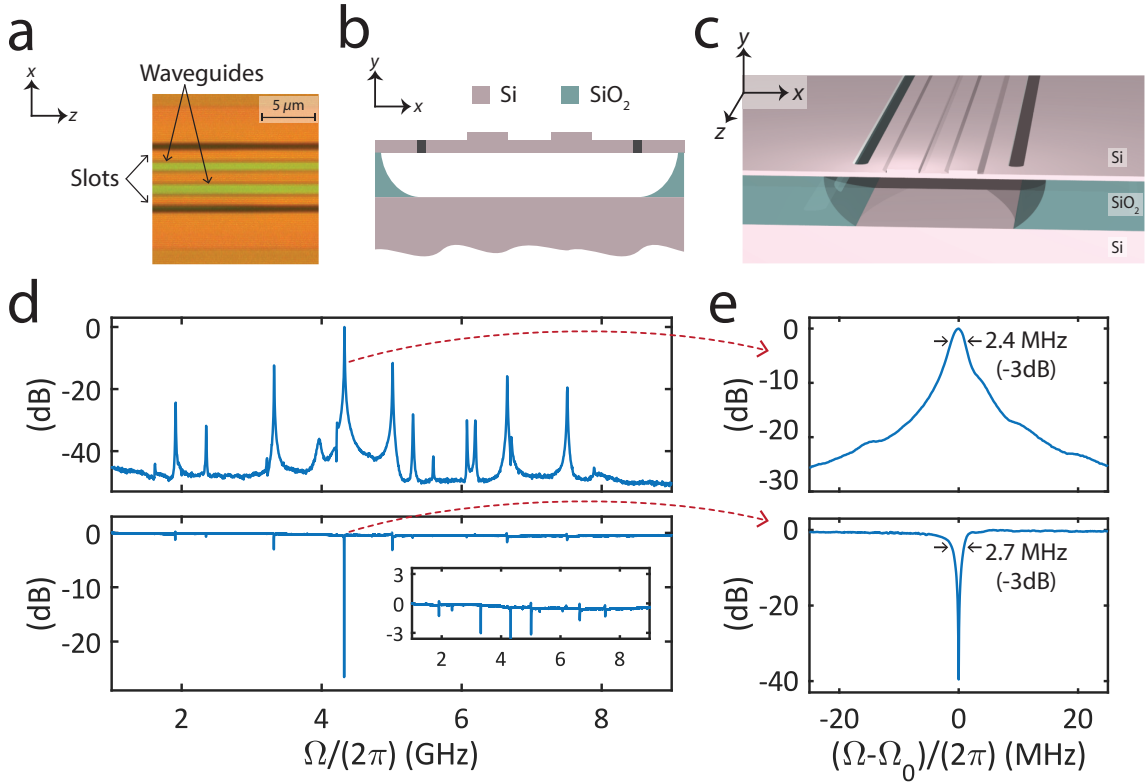 a
x
z
Waveguides
5 μm
Slots
b
y
x
Si
SiO2
c
y
x
z
Si
SiO2
Si
d
0
-20
-40
(dB)
0
-10
-20
(dB)
3
0
-3
2
4
6
8
2
4
6
8
Ω/(2π) (GHz)
e
0
-10
-20
-30
(dB)
2.4 MHz
(-3dB)
0
-20
-40
(dB)
2.7 MHz
(-3dB)
-20
0
20
(Ω-Ω0)/(2π) (MHz)